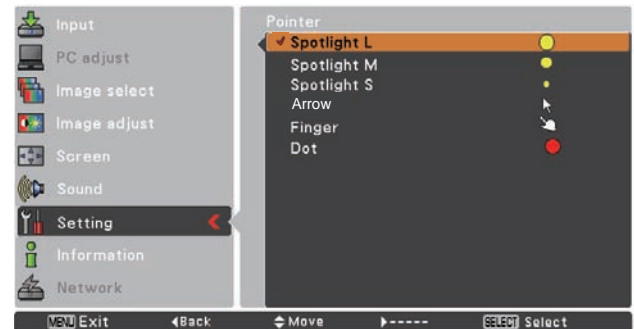 Input
PC adjust
Image select
Image adjust
Screen
Sound
Setting
Information
Network
Pointer
Spotlight L
Spotlight M
Spotlight S
Arrow
Finger
Dot
MENU Exit ◀Back Move ▶----- SELECT Select